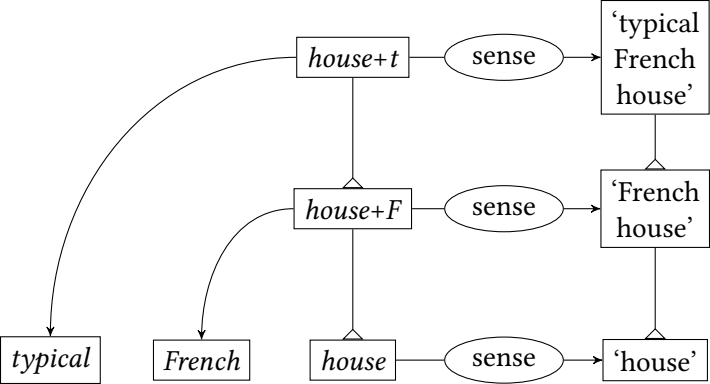 house+t
sense
‘typical
French
house’
house+F
sense
‘French
house’
typical
French
house
sense
‘house’